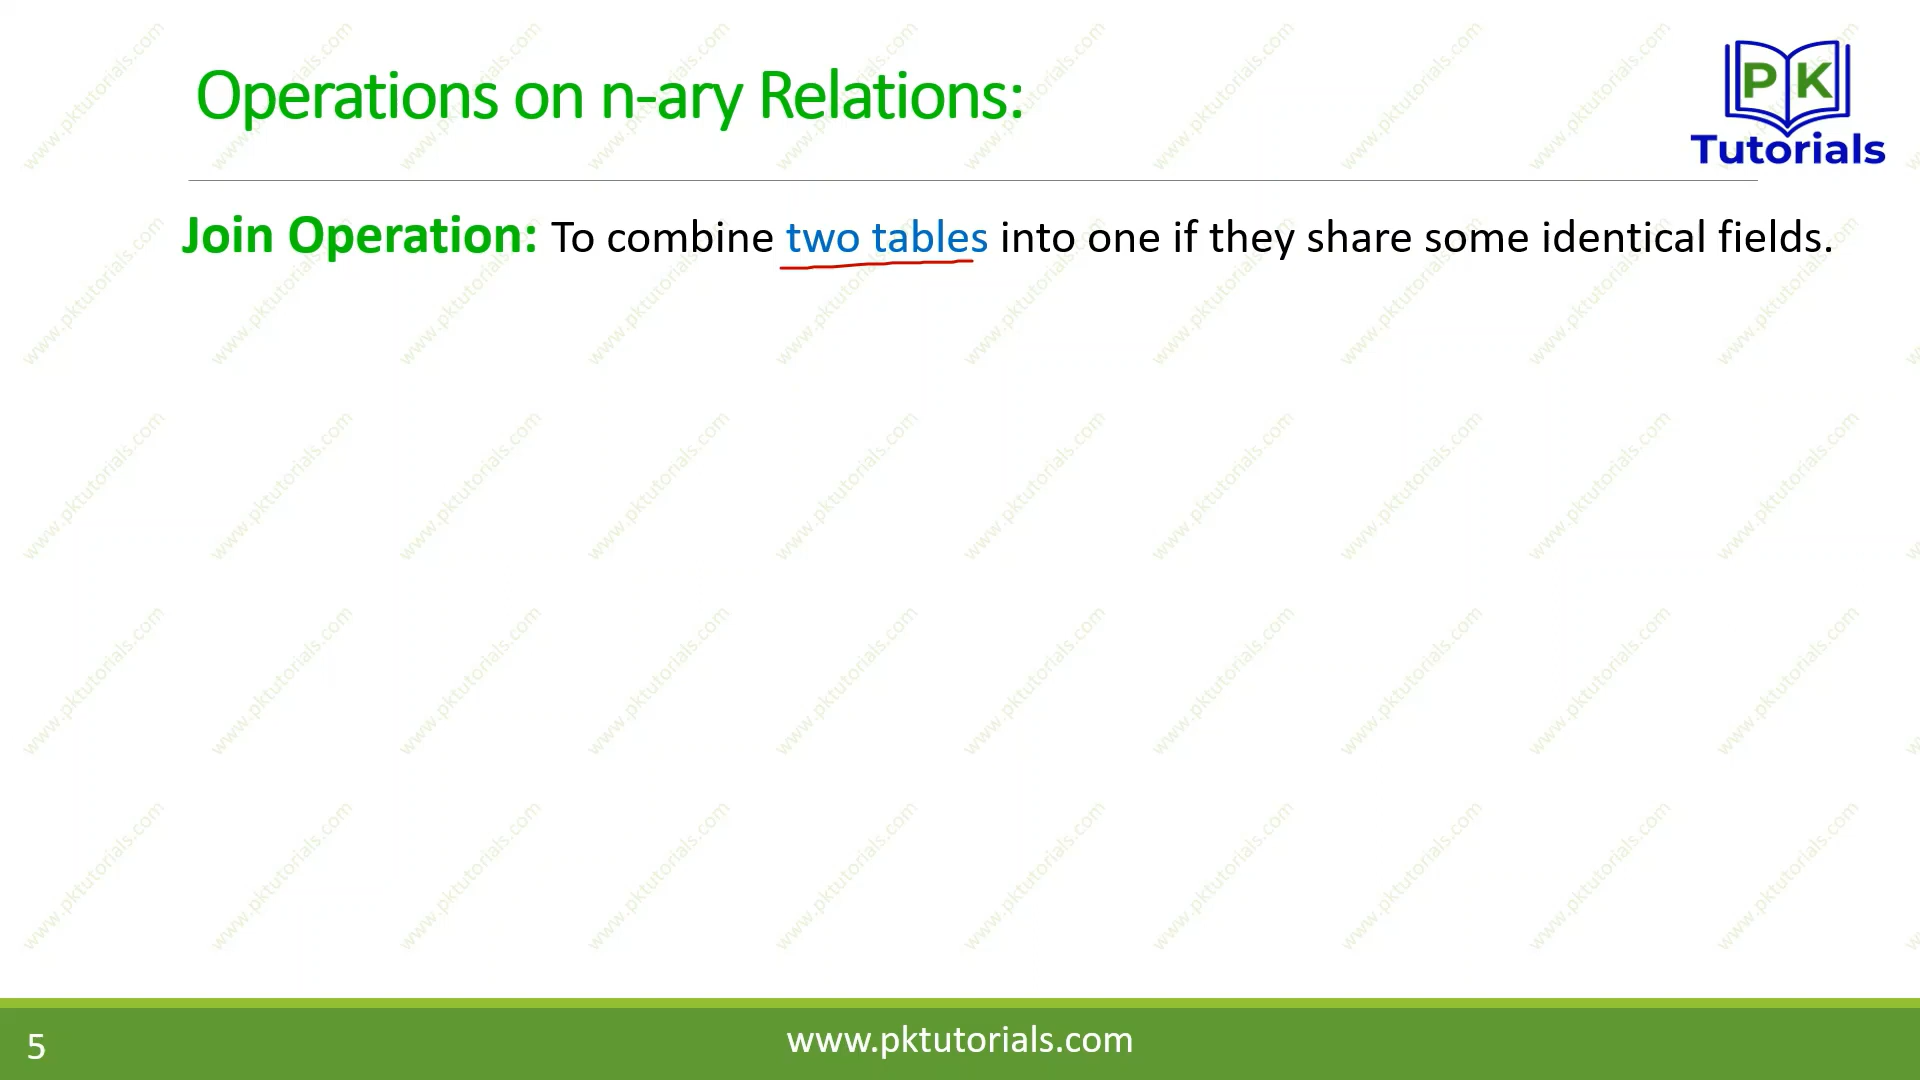 Operations on n-ary Relations:
PK
Tutorials
Join Operation: To combine two tables into one if they share some identical fields.
5
www.pktutorials.com